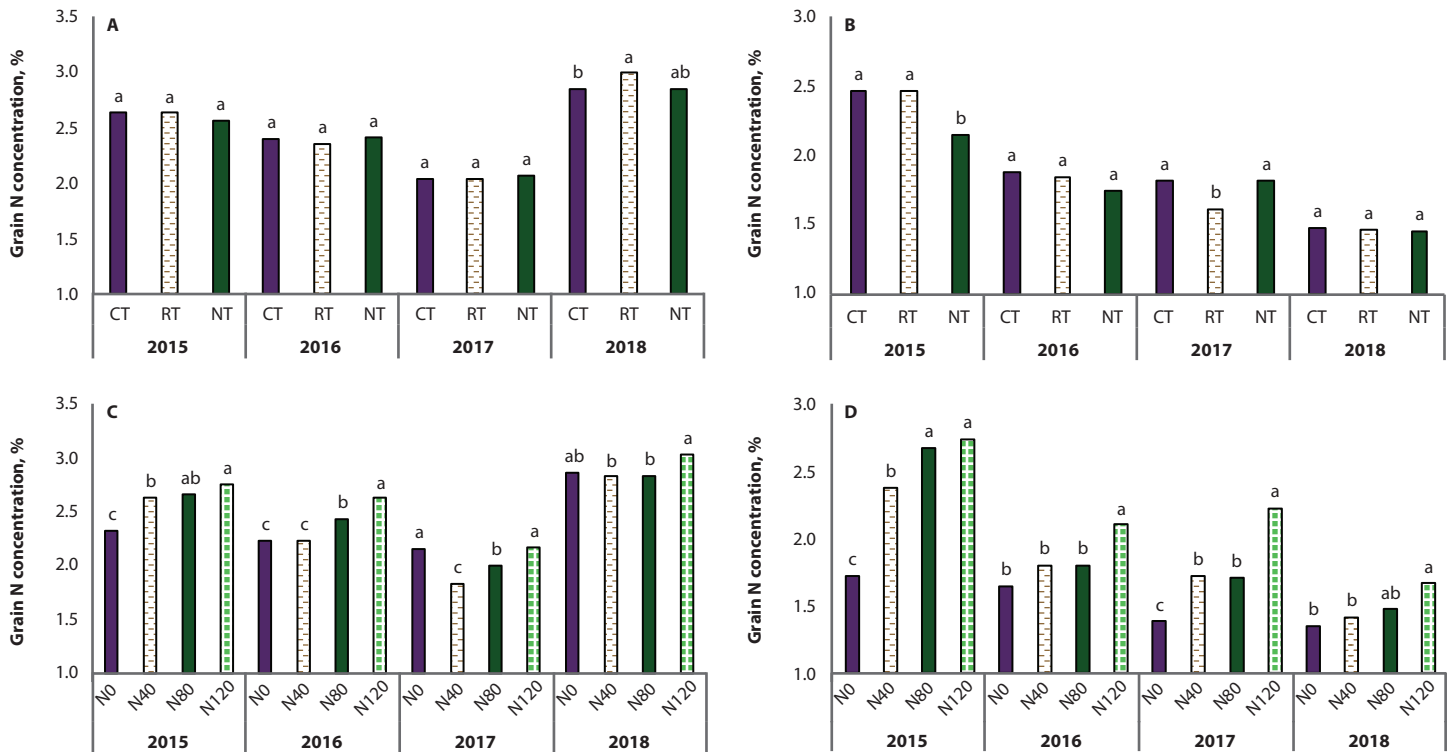 A
Grain N concentration, %
3.5
3.0
2.5
2.0
1.5
1.0
a a a a a a a a a b a ab
CT RT NT CT RT NT CT RT NT CT RT NT
2015 2016 2017 2018
B
Grain N concentration, %
3.0
2.5
2.0
1.5
1.0
a a b a a a a b a a a a
CT RT NT CT RT NT CT RT NT CT RT NT
2015 2016 2017 2018
C
Grain N concentration, %
3.5
3.0
2.5
2.0
1.5
1.0
c b ab a c c b a a c b a ab b b a
N0 N40 N80 N120 N0 N40 N80 N120 N0 N40 N80 N120 N0 N40 N80 N120
2015 2016 2017 2018
D
Grain N concentration, %
3.0
2.5
2.0
1.5
1.0
c b a a b b b a c b b a b b ab a
N0 N40 N80 N120 N0 N40 N80 N120 N0 N40 N80 N120 N0 N40 N80 N120
2015 2016 2017 2018